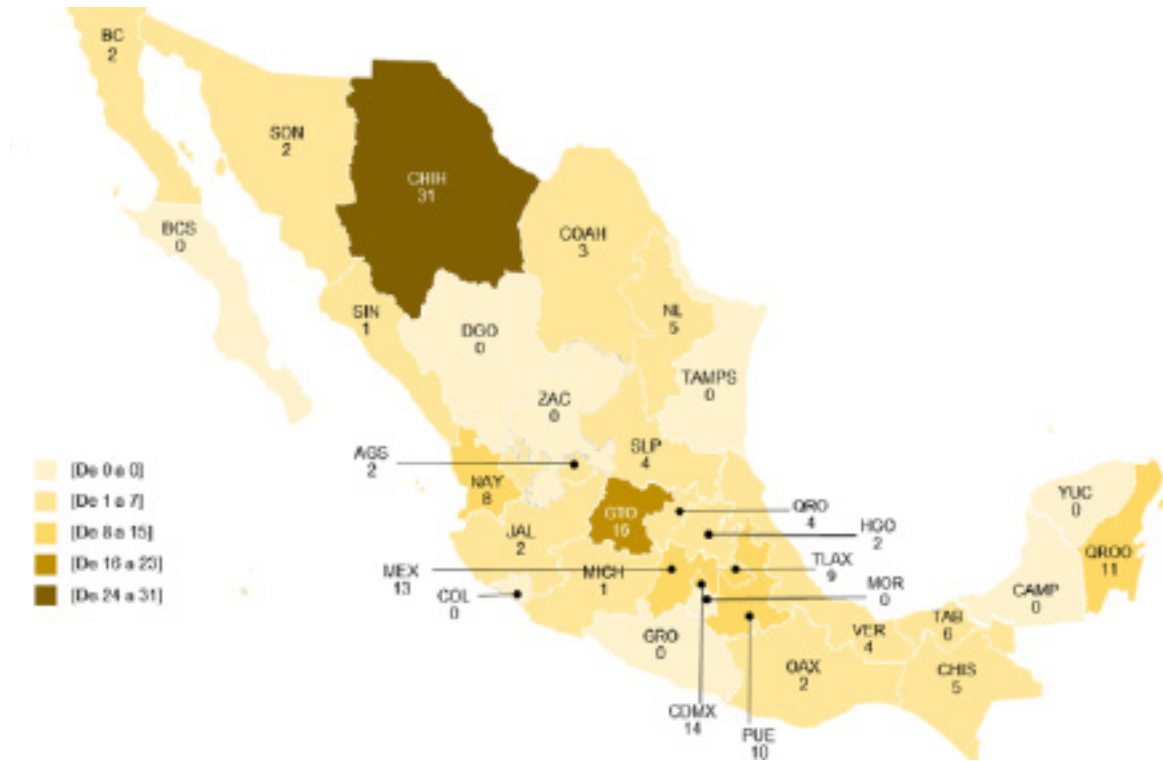 BC
2
SON
2
CHIH
31
BCS
0
COAH
3
SIN
1
NL
5
DGO
0
TAMPS
0
ZAC
0
AGS
2
SLP
4
NAY
8
GTO
16
QRO
4
HGO
2
JAL
2
MEX
13
MICH
1
TLAX
9
COL
0
MOR
0
YUC
0
QROO
11
CAMP
0
GRO
0
VER
4
TAB
6
OAX
2
CHIS
5
CDMX
14
PUE
10
[De 0 a 0]
[De 1 a 7]
[De 8 a 15]
[De 16 a 23]
[De 24 a 31]